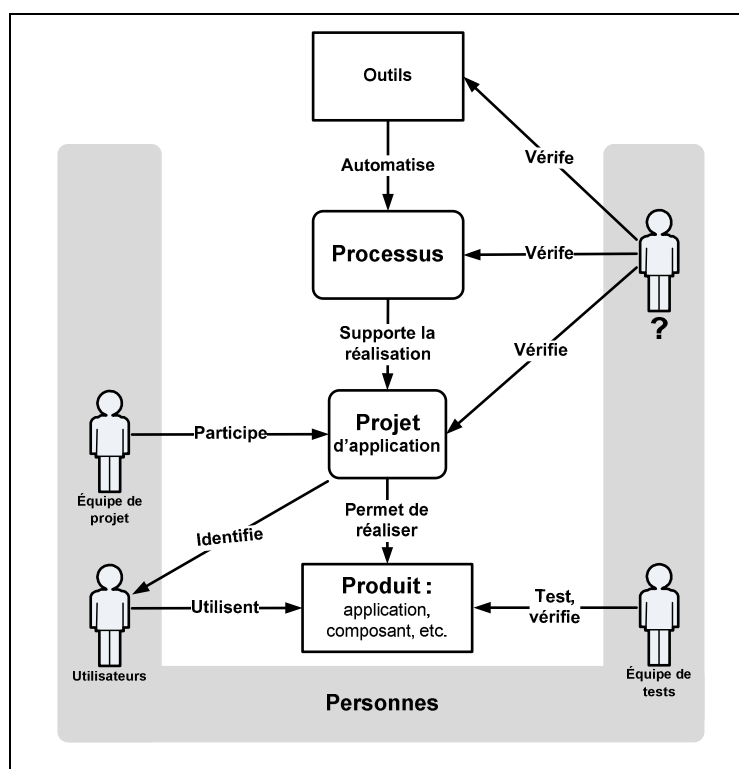 Outils
Vérife
Automatise
Processus
Vérife
?
Supporte la
réalisation
Vérifie
Projet
d'application
Participe
Équipe de
projet
Permet de
réaliser
Identifie
Produit :
application,
composant, etc.
Utilisent
Test,
vérifie
Utilisateurs
Équipe de
tests
Personnes